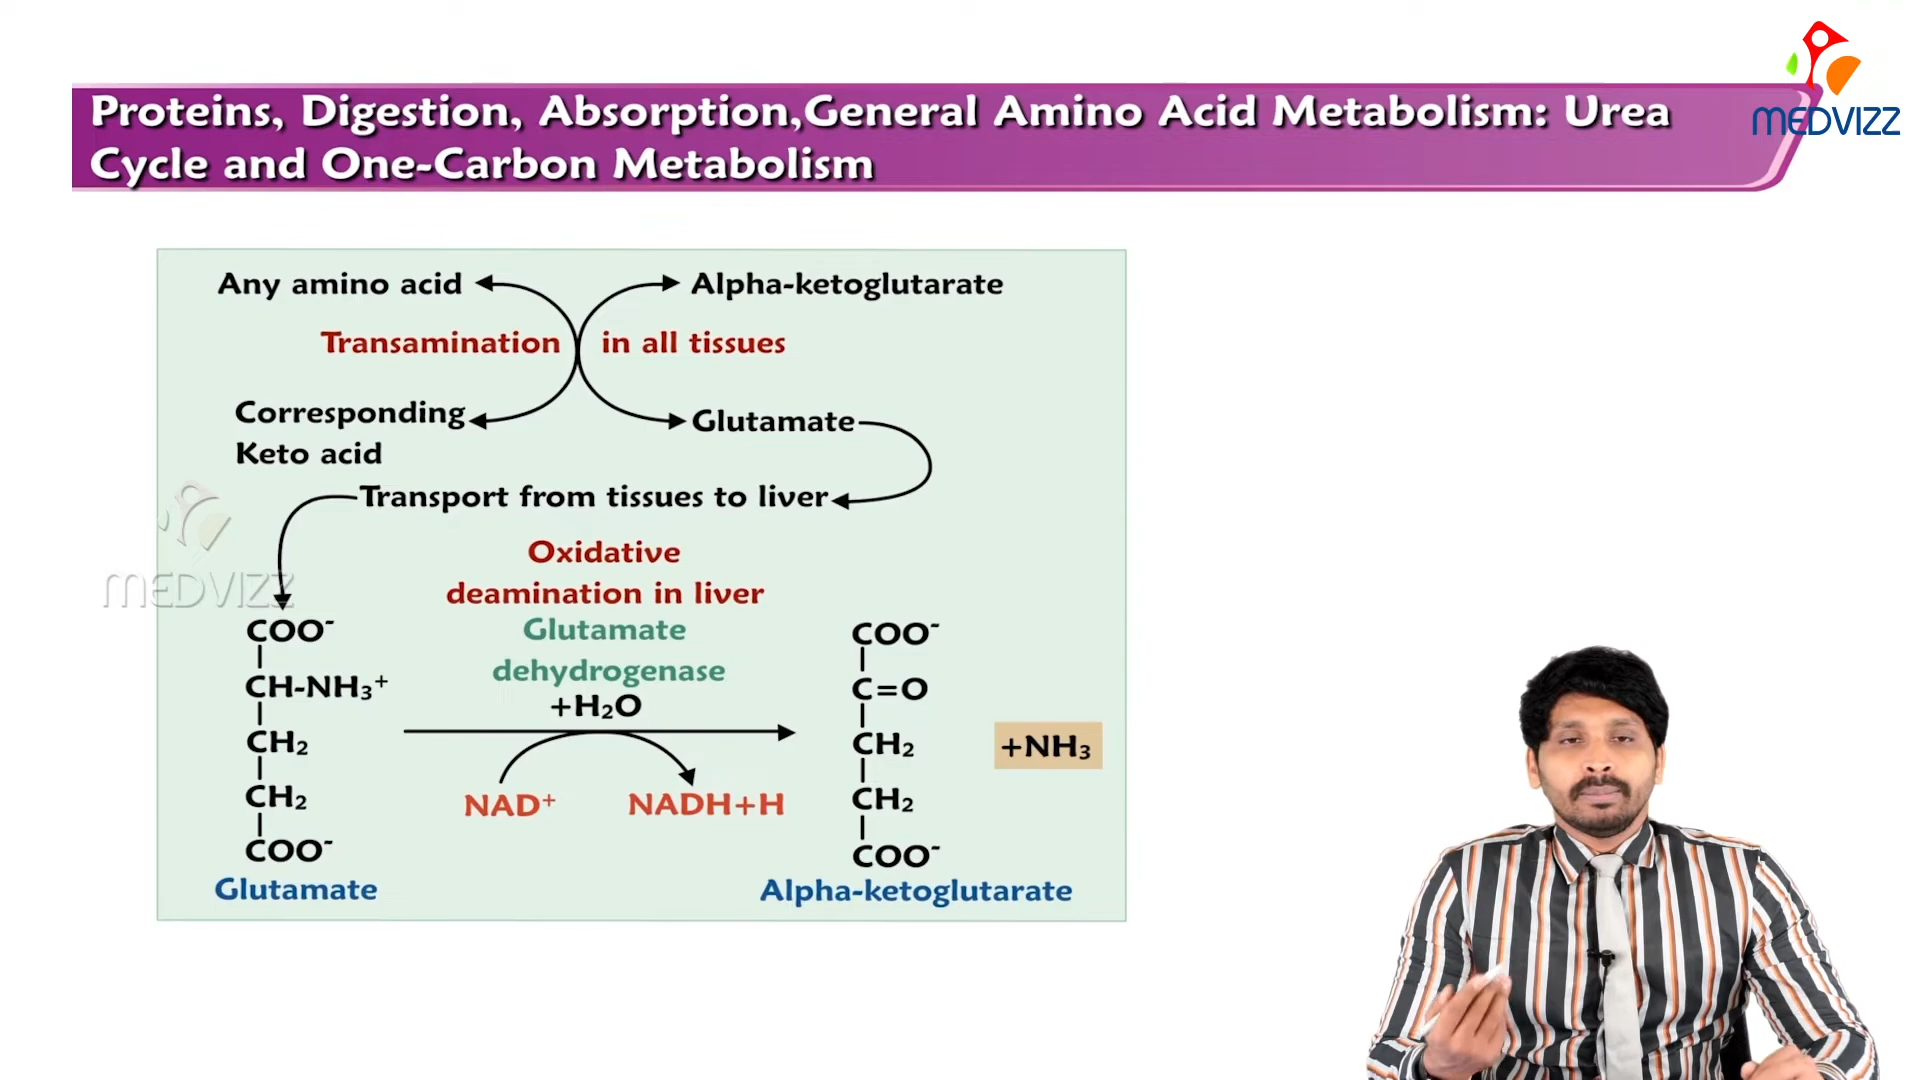 Proteins, Digestion, Absorption,General Amino Acid Metabolism: Urea
Cycle and One-Carbon Metabolism
MEDVIZZ
Any amino acid
Alpha-ketoglutarate
Transamination
in all tissues
Corresponding
Keto acid
Glutamate
Transport from tissues to liver
MEDVIZZ
Oxidative
deamination in liver
Glutamate
dehydrogenase
+H₂O
NAD⁺
NADH+H
COO⁻
CH-NH₃⁺
CH₂
CH₂
COO⁻
Glutamate
COO⁻
C=O
CH₂
CH₂
COO⁻
Alpha-ketoglutarate
+NH₃